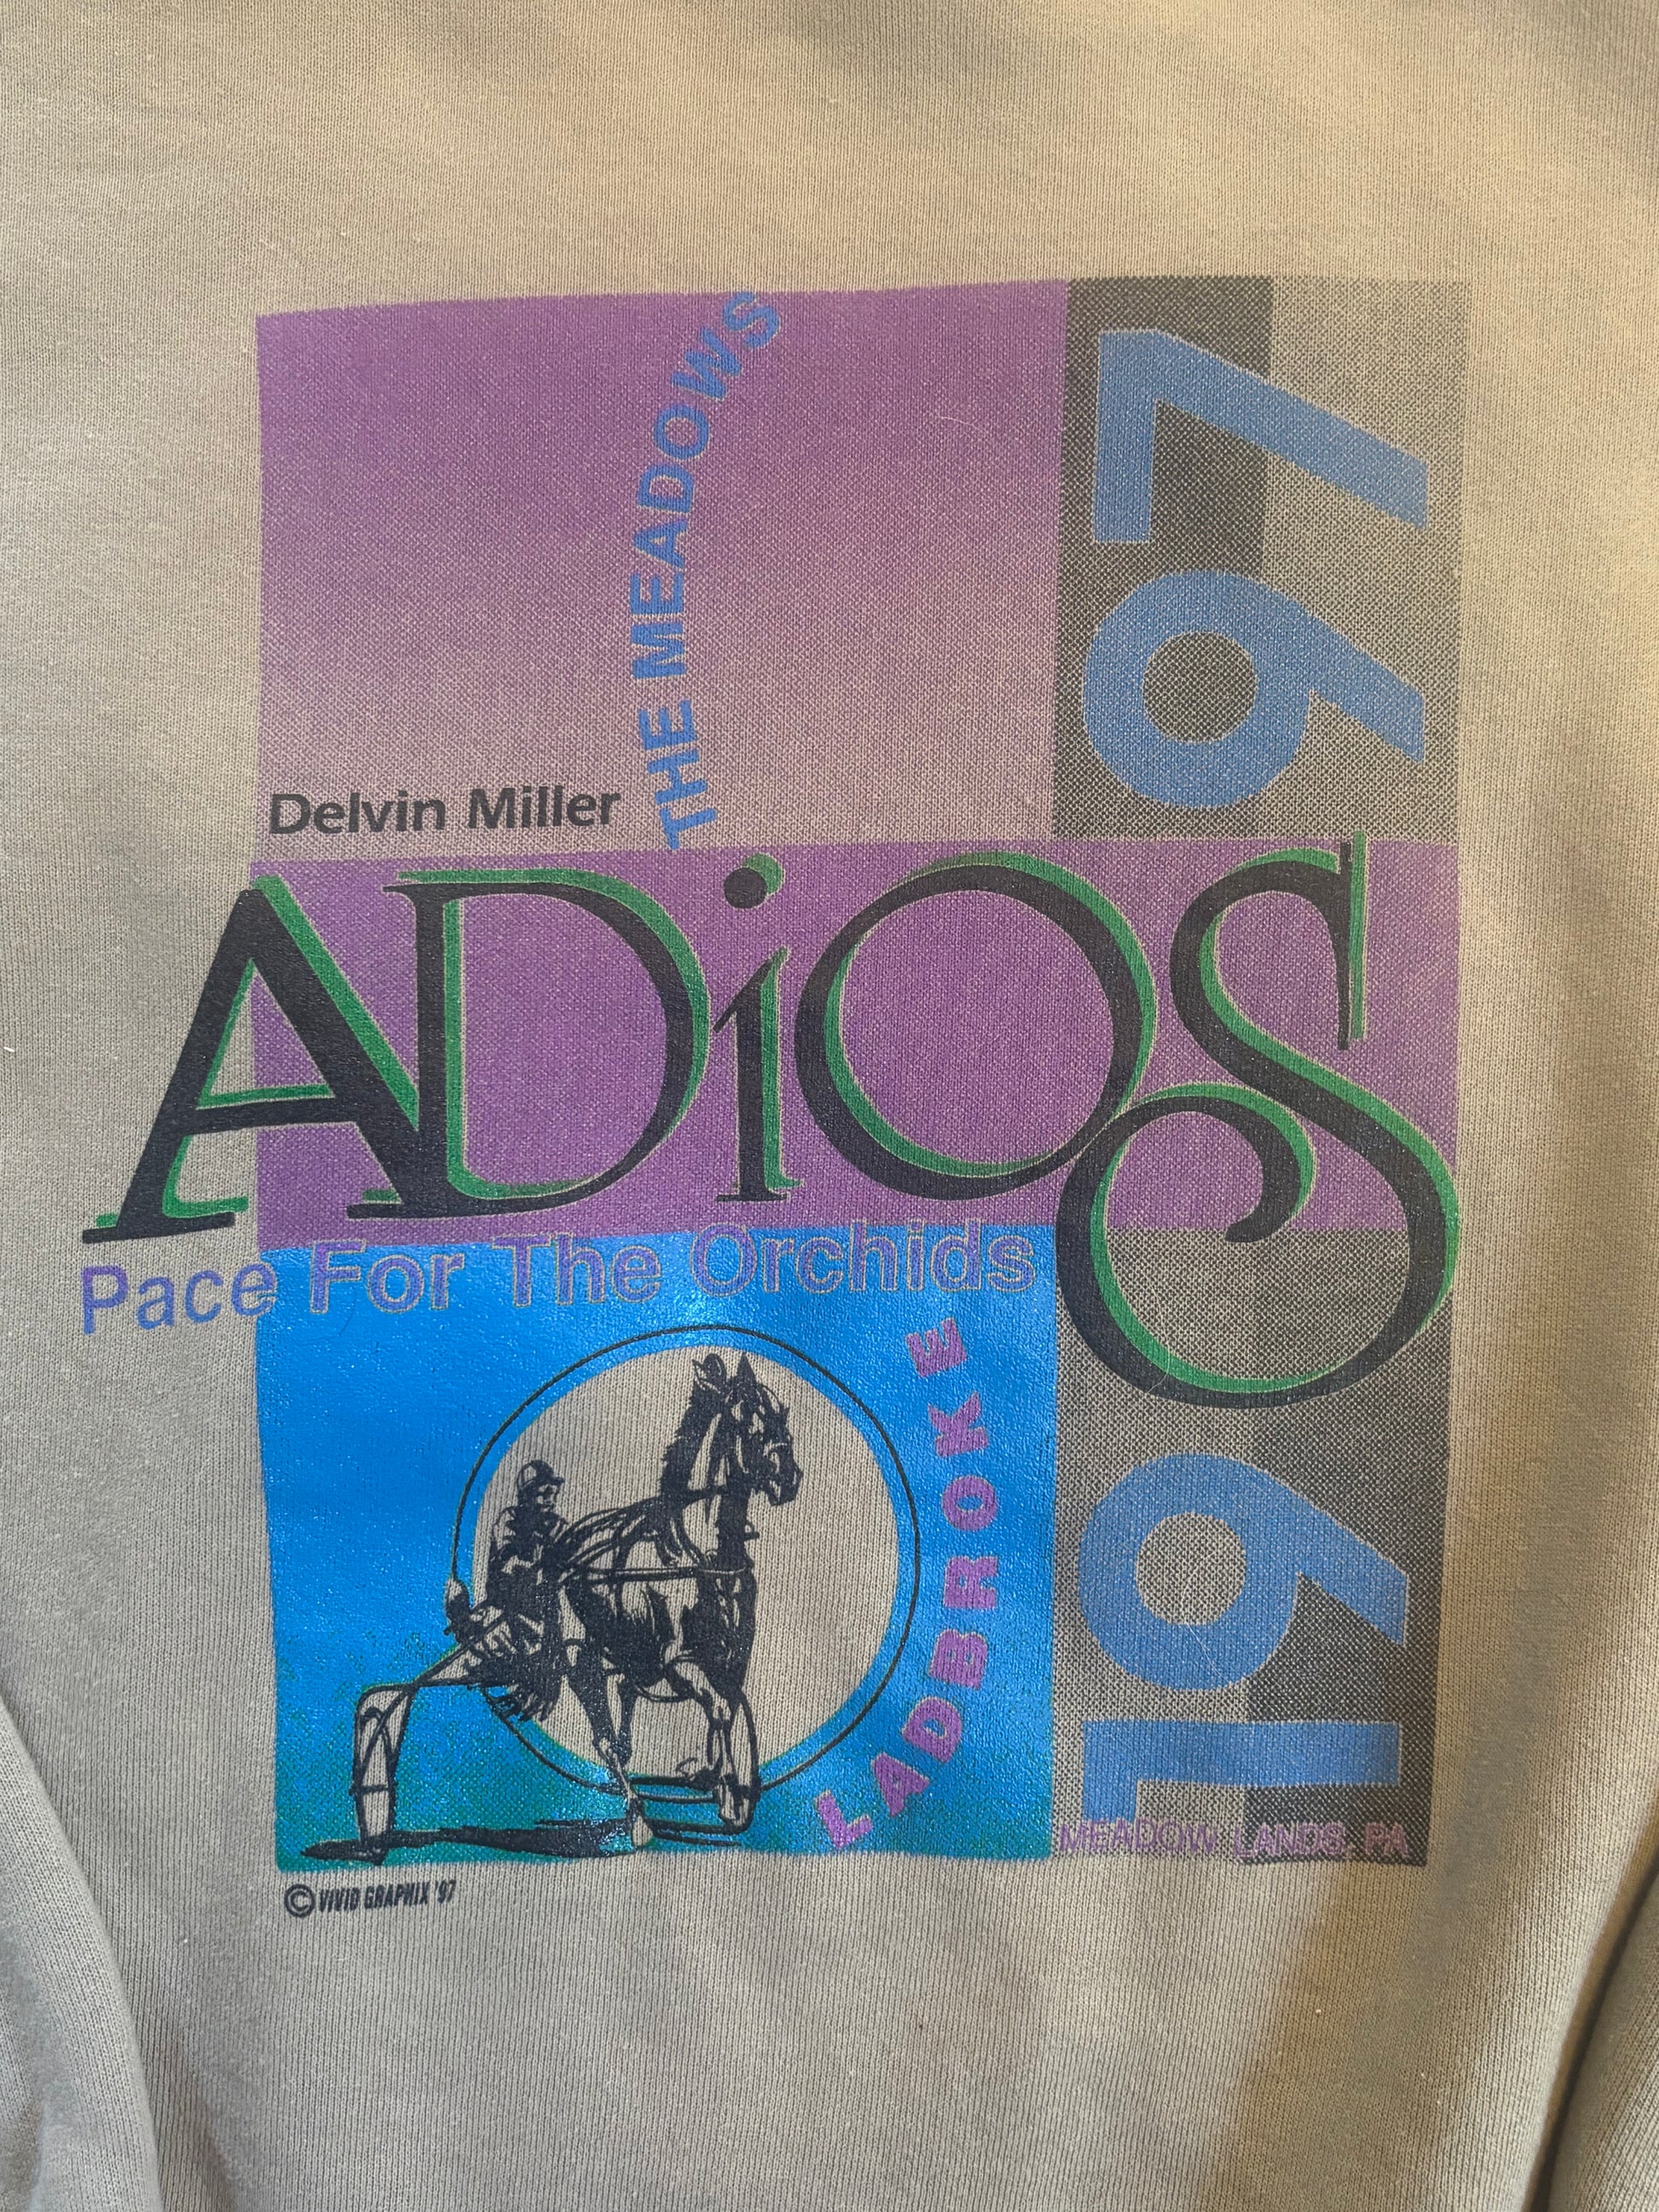 THE MEADOWS
1997
Delvin Miller
ADiOS
Pace For The Orchids
LADBROKE
MEADOW LANDS PA
© VIVID GRAPHIX '97